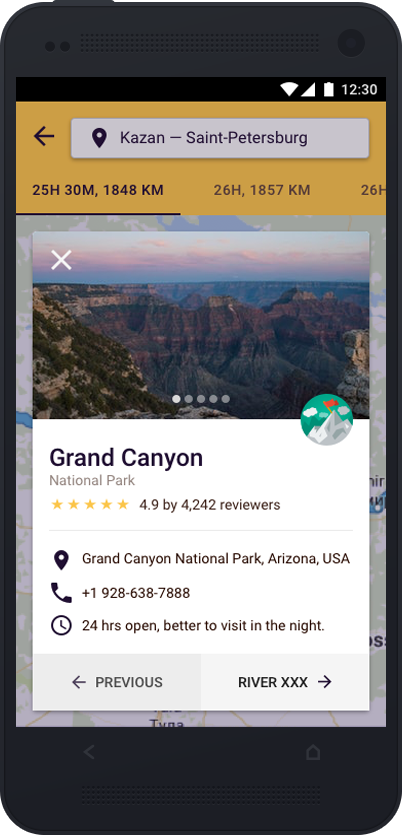 12:30
Kazan — Saint-Petersburg
25H 30M, 1848 KM
26H, 1857 KM
26H
Grand Canyon
National Park
4.9 by 4,242 reviewers
Grand Canyon National Park, Arizona, USA
+1 928-638-7888
24 hrs open, better to visit in the night.
PREVIOUS
RIVER XXX
Тула